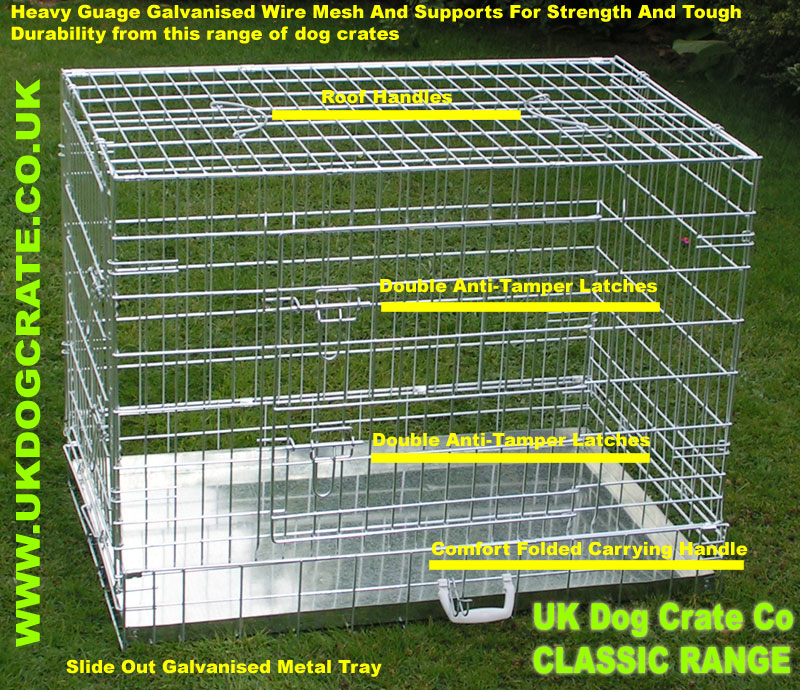 Heavy Guage Galvanised Wire Mesh And Supports For Strength And Tough
Durability from this range of dog crates
Roof Handles
WWW.UKDOGCRATE.CO.UK
Double Anti-Tamper Latches
Double Anti-Tamper Latches
Comfort Folded Carrying Handle
UK Dog Crate Co
CLASSIC RANGE
Slide Out Galvanised Metal Tray